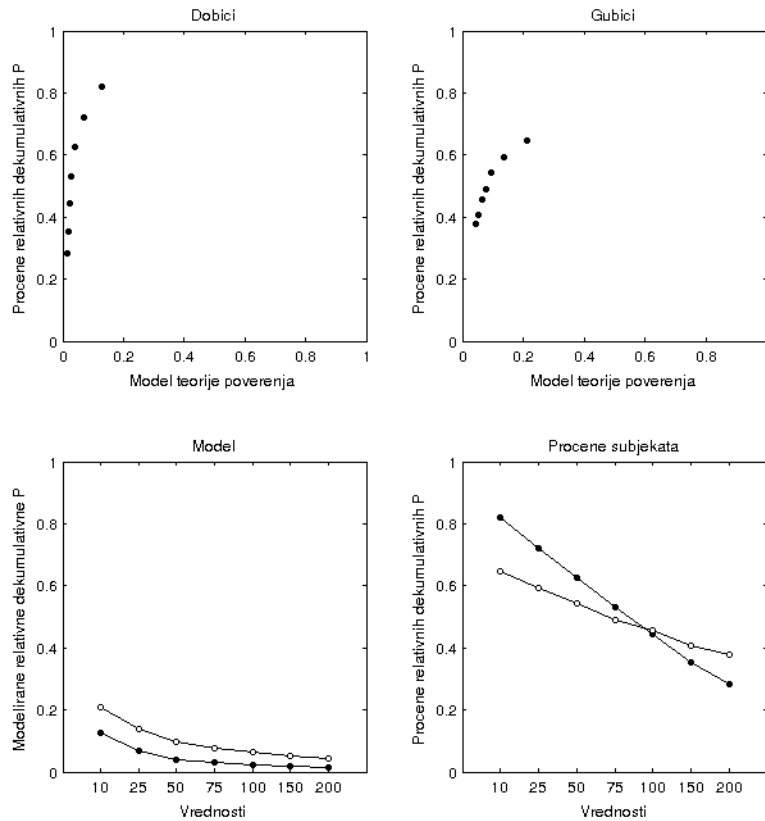 Dobici
Procene relativnih dekumulativnih P
1
0.8
0.6
0.4
0.2
0
0 0.2 0.4 0.6 0.8 1
Model teorije poverenja
Gubici
Procene relativnih dekumulativnih P
1
0.8
0.6
0.4
0.2
0
0 0.2 0.4 0.6 0.8
Model teorije poverenja
Model
Modelirane relativne dekumulativne P
1
0.8
0.6
0.4
0.2
0
10 25 50 75 100 150 200
Vrednosti
Procene subjekata
Procene relativnih dekumulativnih P
1
0.8
0.6
0.4
0.2
0
10 25 50 75 100 150 200
Vrednosti